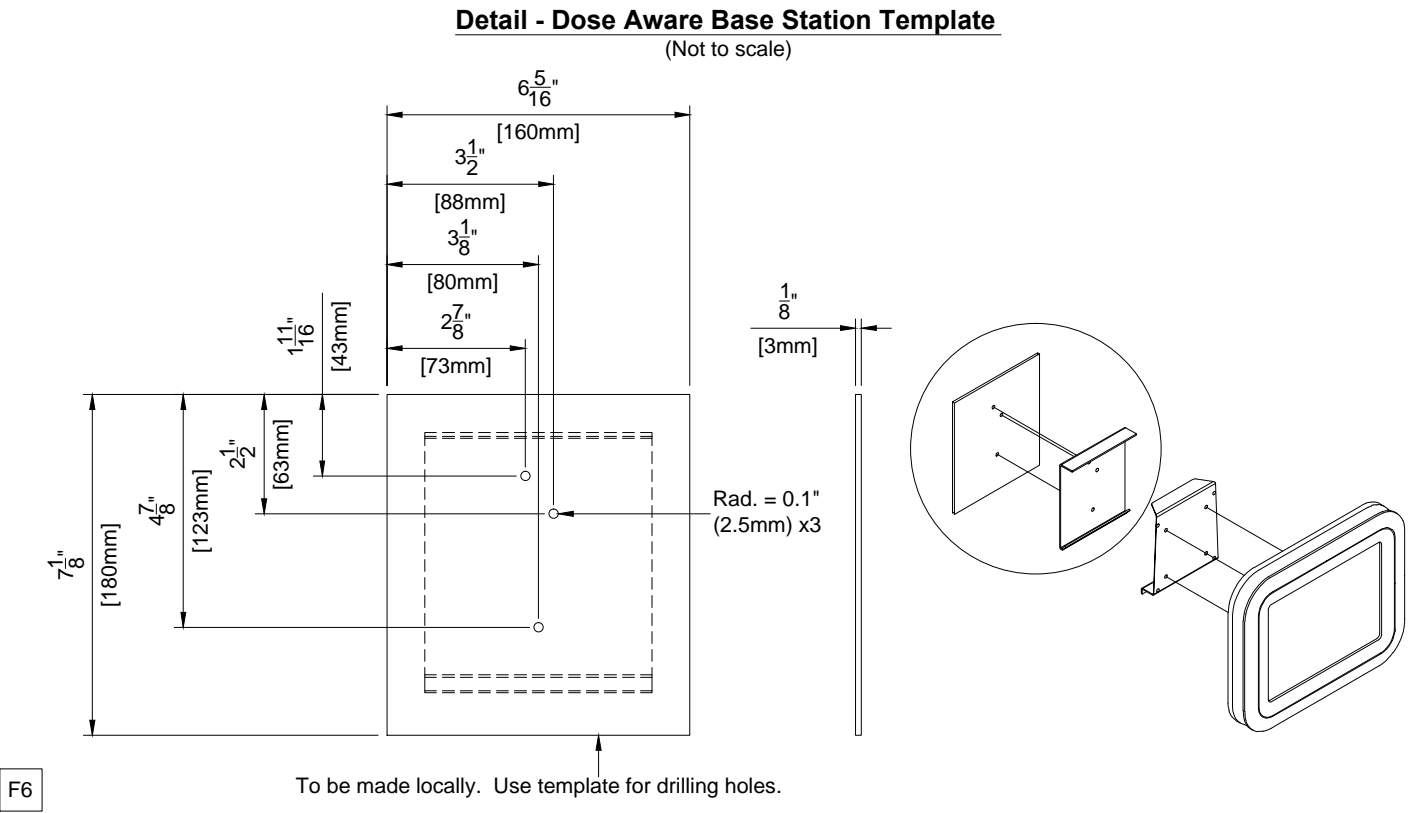 Detail - Dose Aware Base Station Template
(Not to scale)
6 5/16"
[160mm]
3 1/2"
[88mm]
3 1/8"
[80mm]
2 7/8"
[73mm]
1 11/16"
[43mm]
2 1/2"
[63mm]
4 7/8"
[123mm]
7 1/8"
[180mm]
1/8"
[3mm]
Rad. = 0.1"
(2.5mm) x3
To be made locally. Use template for drilling holes.
F6